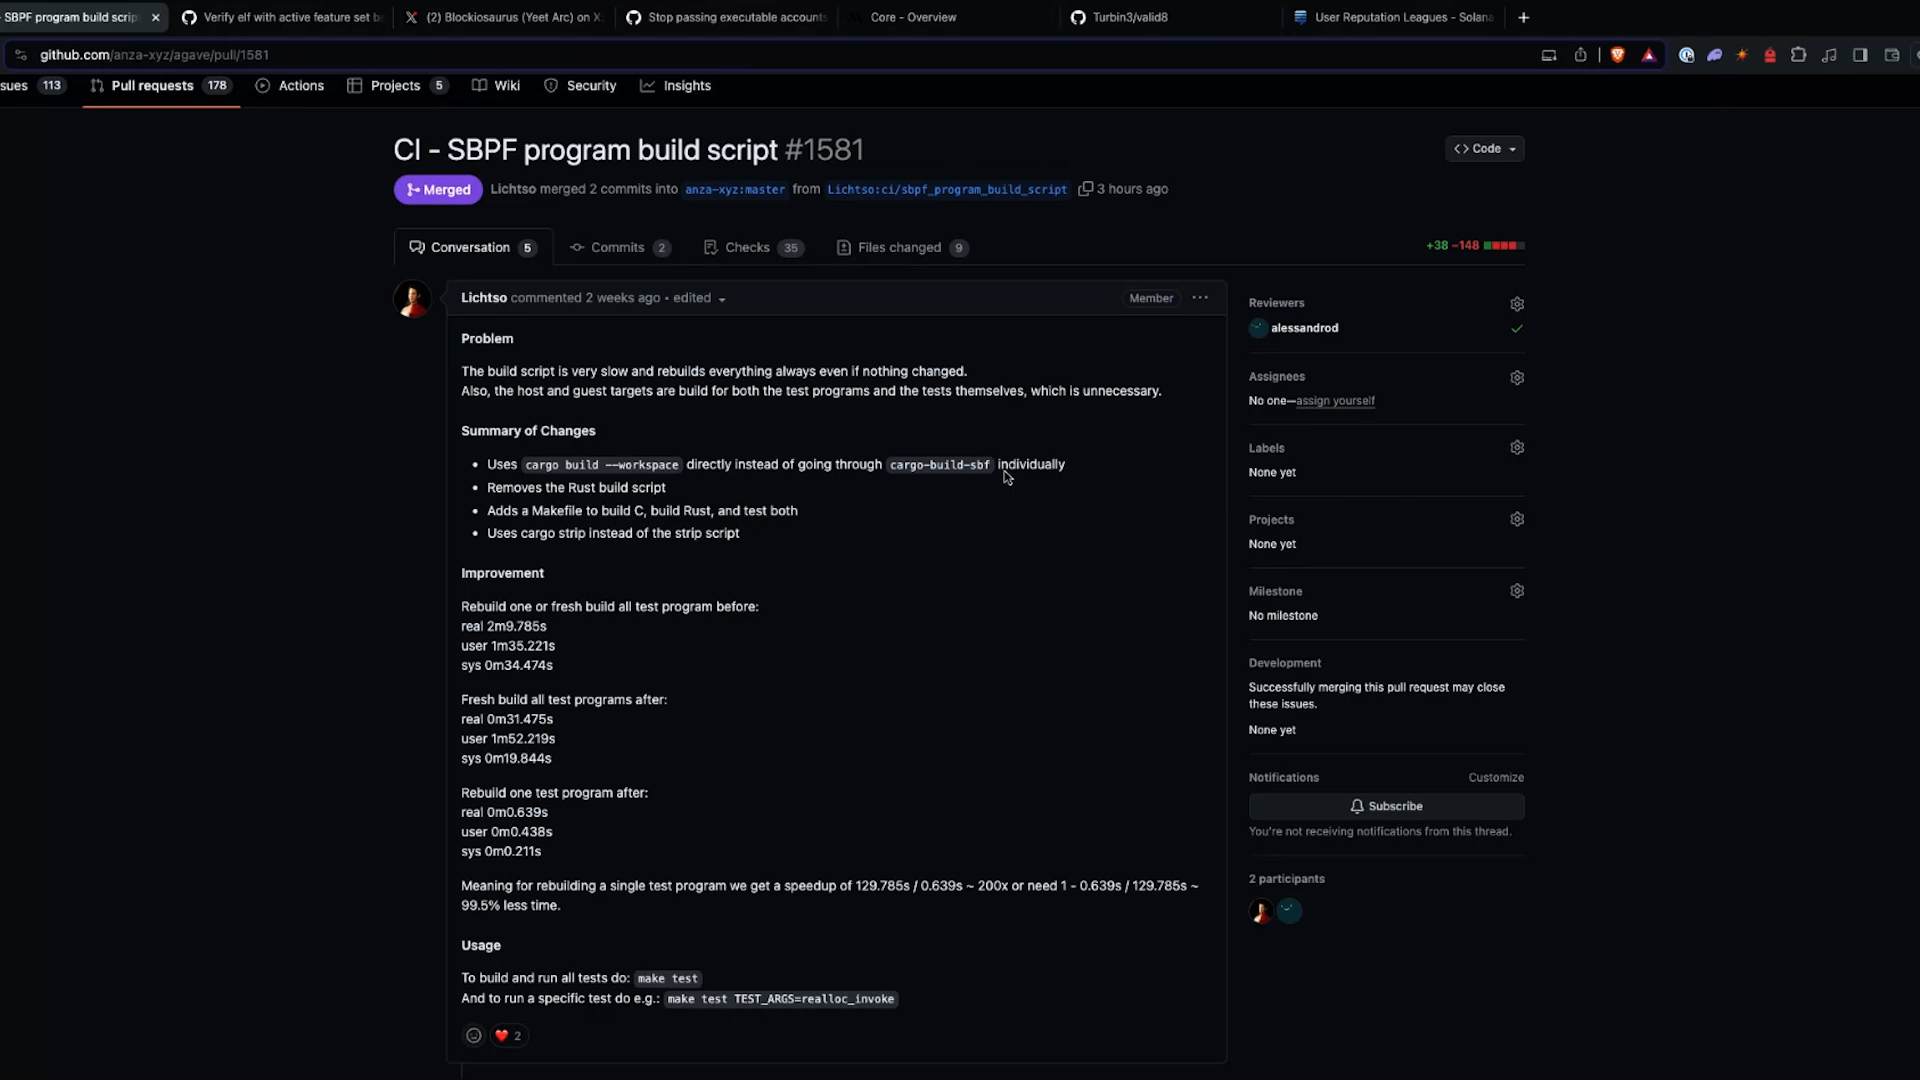 SBPF program build scrip
Verify elf with active feature set b
(2) Blockiosaurus (Yeet Arc) on X
Stop passing executable accounts
Core - Overview
Turbin3/valid8
User Reputation Leagues - Solana
github.com/anza-xyz/agave/pull/1581
sues 113
Pull requests 178
Actions
Projects 5
Wiki
Security
Insights
CI - SBPF program build script #1581
Code
Merged
Lichtso merged 2 commits into anza-xyz:master from Lichtso:ci/sbpf_program_build_script 3 hours ago
Conversation 5
Commits 2
Checks 35
Files changed 9
+38 −148
Lichtso commented 2 weeks ago • edited
Member
Problem
The build script is very slow and rebuilds everything always even if nothing changed.
Also, the host and guest targets are build for both the test programs and the tests themselves, which is unnecessary.
Summary of Changes
• Uses cargo build --workspace directly instead of going through cargo-build-sbf individually
• Removes the Rust build script
• Adds a Makefile to build C, build Rust, and test both
• Uses cargo strip instead of the strip script
Improvement
Rebuild one or fresh build all test program before:
real 2m9.785s
user 1m35.221s
sys 0m34.474s
Fresh build all test programs after:
real 0m31.475s
user 1m52.219s
sys 0m19.844s
Rebuild one test program after:
real 0m0.639s
user 0m0.438s
sys 0m0.211s
Meaning for rebuilding a single test program we get a speedup of 129.785s / 0.639s ~ 200x or need 1 - 0.639s / 129.785s ~
99.5% less time.
Usage
To build and run all tests do: make test
And to run a specific test do e.g.: make test TEST_ARGS=realloc_invoke
2
Reviewers
alessandrod
Assignees
No one—assign yourself
Labels
None yet
Projects
None yet
Milestone
No milestone
Development
Successfully merging this pull request may close
these issues.
None yet
Notifications
Customize
Subscribe
You're not receiving notifications from this thread.
2 participants